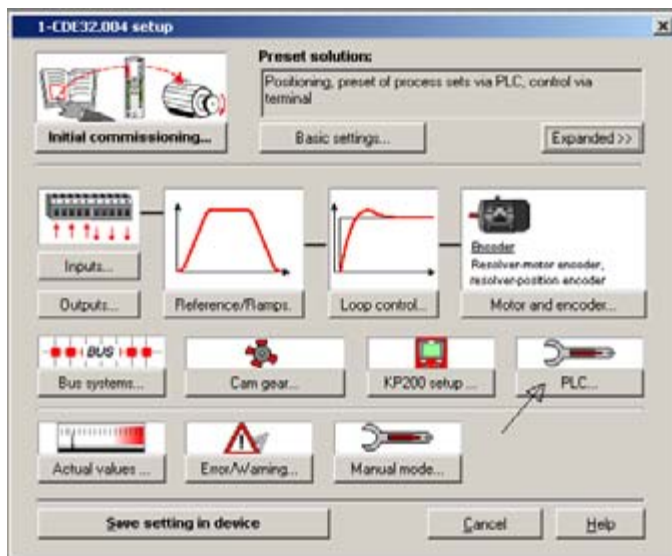 1-CDE32.004 setup
Preset solution:
Positioning, preset of process sets via PLC, control via
terminal
Initial commissioning...
Basic settings...
Expanded >>
Inputs...
Outputs...
Reference/Ramps.
Loop control...
Encoder
Resolver-motor encoder,
resolver-position encoder
Motor and encoder...
BUS
Bus systems...
Cam gear...
KP200 setup ...
PLC...
Actual values ...
Error/Warning...
Manual mode...
Save setting in device
Cancel
Help